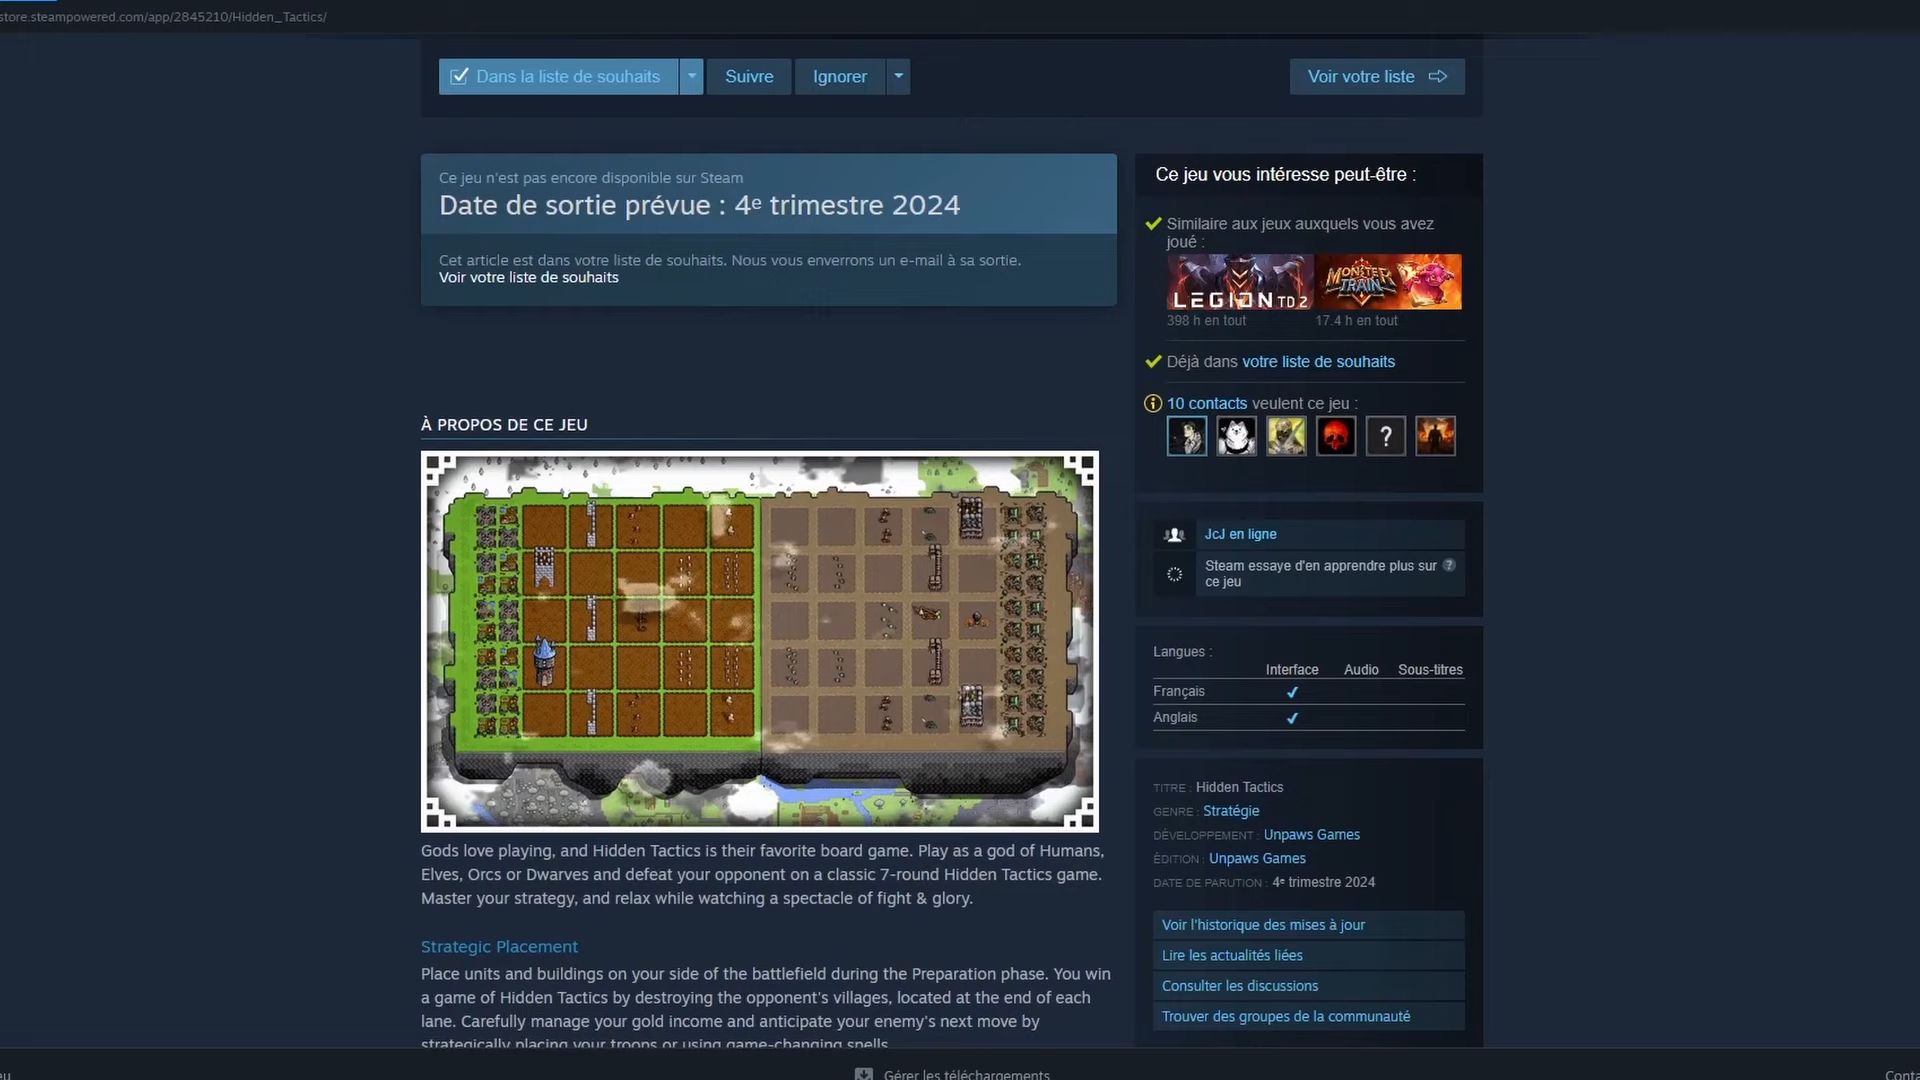 store.steampowered.com/app/2845210/Hidden_Tactics/
Dans la liste de souhaits
Suivre
Ignorer
Voir votre liste
Ce jeu n'est pas encore disponible sur Steam
Date de sortie prévue : 4e trimestre 2024
Cet article est dans votre liste de souhaits. Nous vous enverrons un e-mail à sa sortie.
Voir votre liste de souhaits
À PROPOS DE CE JEU
Gods love playing, and Hidden Tactics is their favorite board game. Play as a god of Humans,
Elves, Orcs or Dwarves and defeat your opponent on a classic 7-round Hidden Tactics game.
Master your strategy, and relax while watching a spectacle of fight & glory.
Strategic Placement
Place units and buildings on your side of the battlefield during the Preparation phase. You win
a game of Hidden Tactics by destroying the opponent's villages, located at the end of each
lane. Carefully manage your gold income and anticipate your enemy's next move by
strategically placing your troops or using game-changing spells.
Ce jeu vous intéresse peut-être :
Similaire aux jeux auxquels vous avez
joué :
LEGION TD 2
MONSTER TRAIN
398 h en tout
17.4 h en tout
Déjà dans votre liste de souhaits
10 contacts veulent ce jeu :
?
JcJ en ligne
Steam essaye d'en apprendre plus sur ?
ce jeu
Langues :
Interface Audio Sous-titres
Français ✔
Anglais ✔
TITRE : Hidden Tactics
GENRE : Stratégie
DÉVELOPPEMENT : Unpaws Games
ÉDITION : Unpaws Games
DATE DE PARUTION : 4e trimestre 2024
Voir l'historique des mises à jour
Lire les actualités liées
Consulter les discussions
Trouver des groupes de la communauté
Gérer les téléchargements